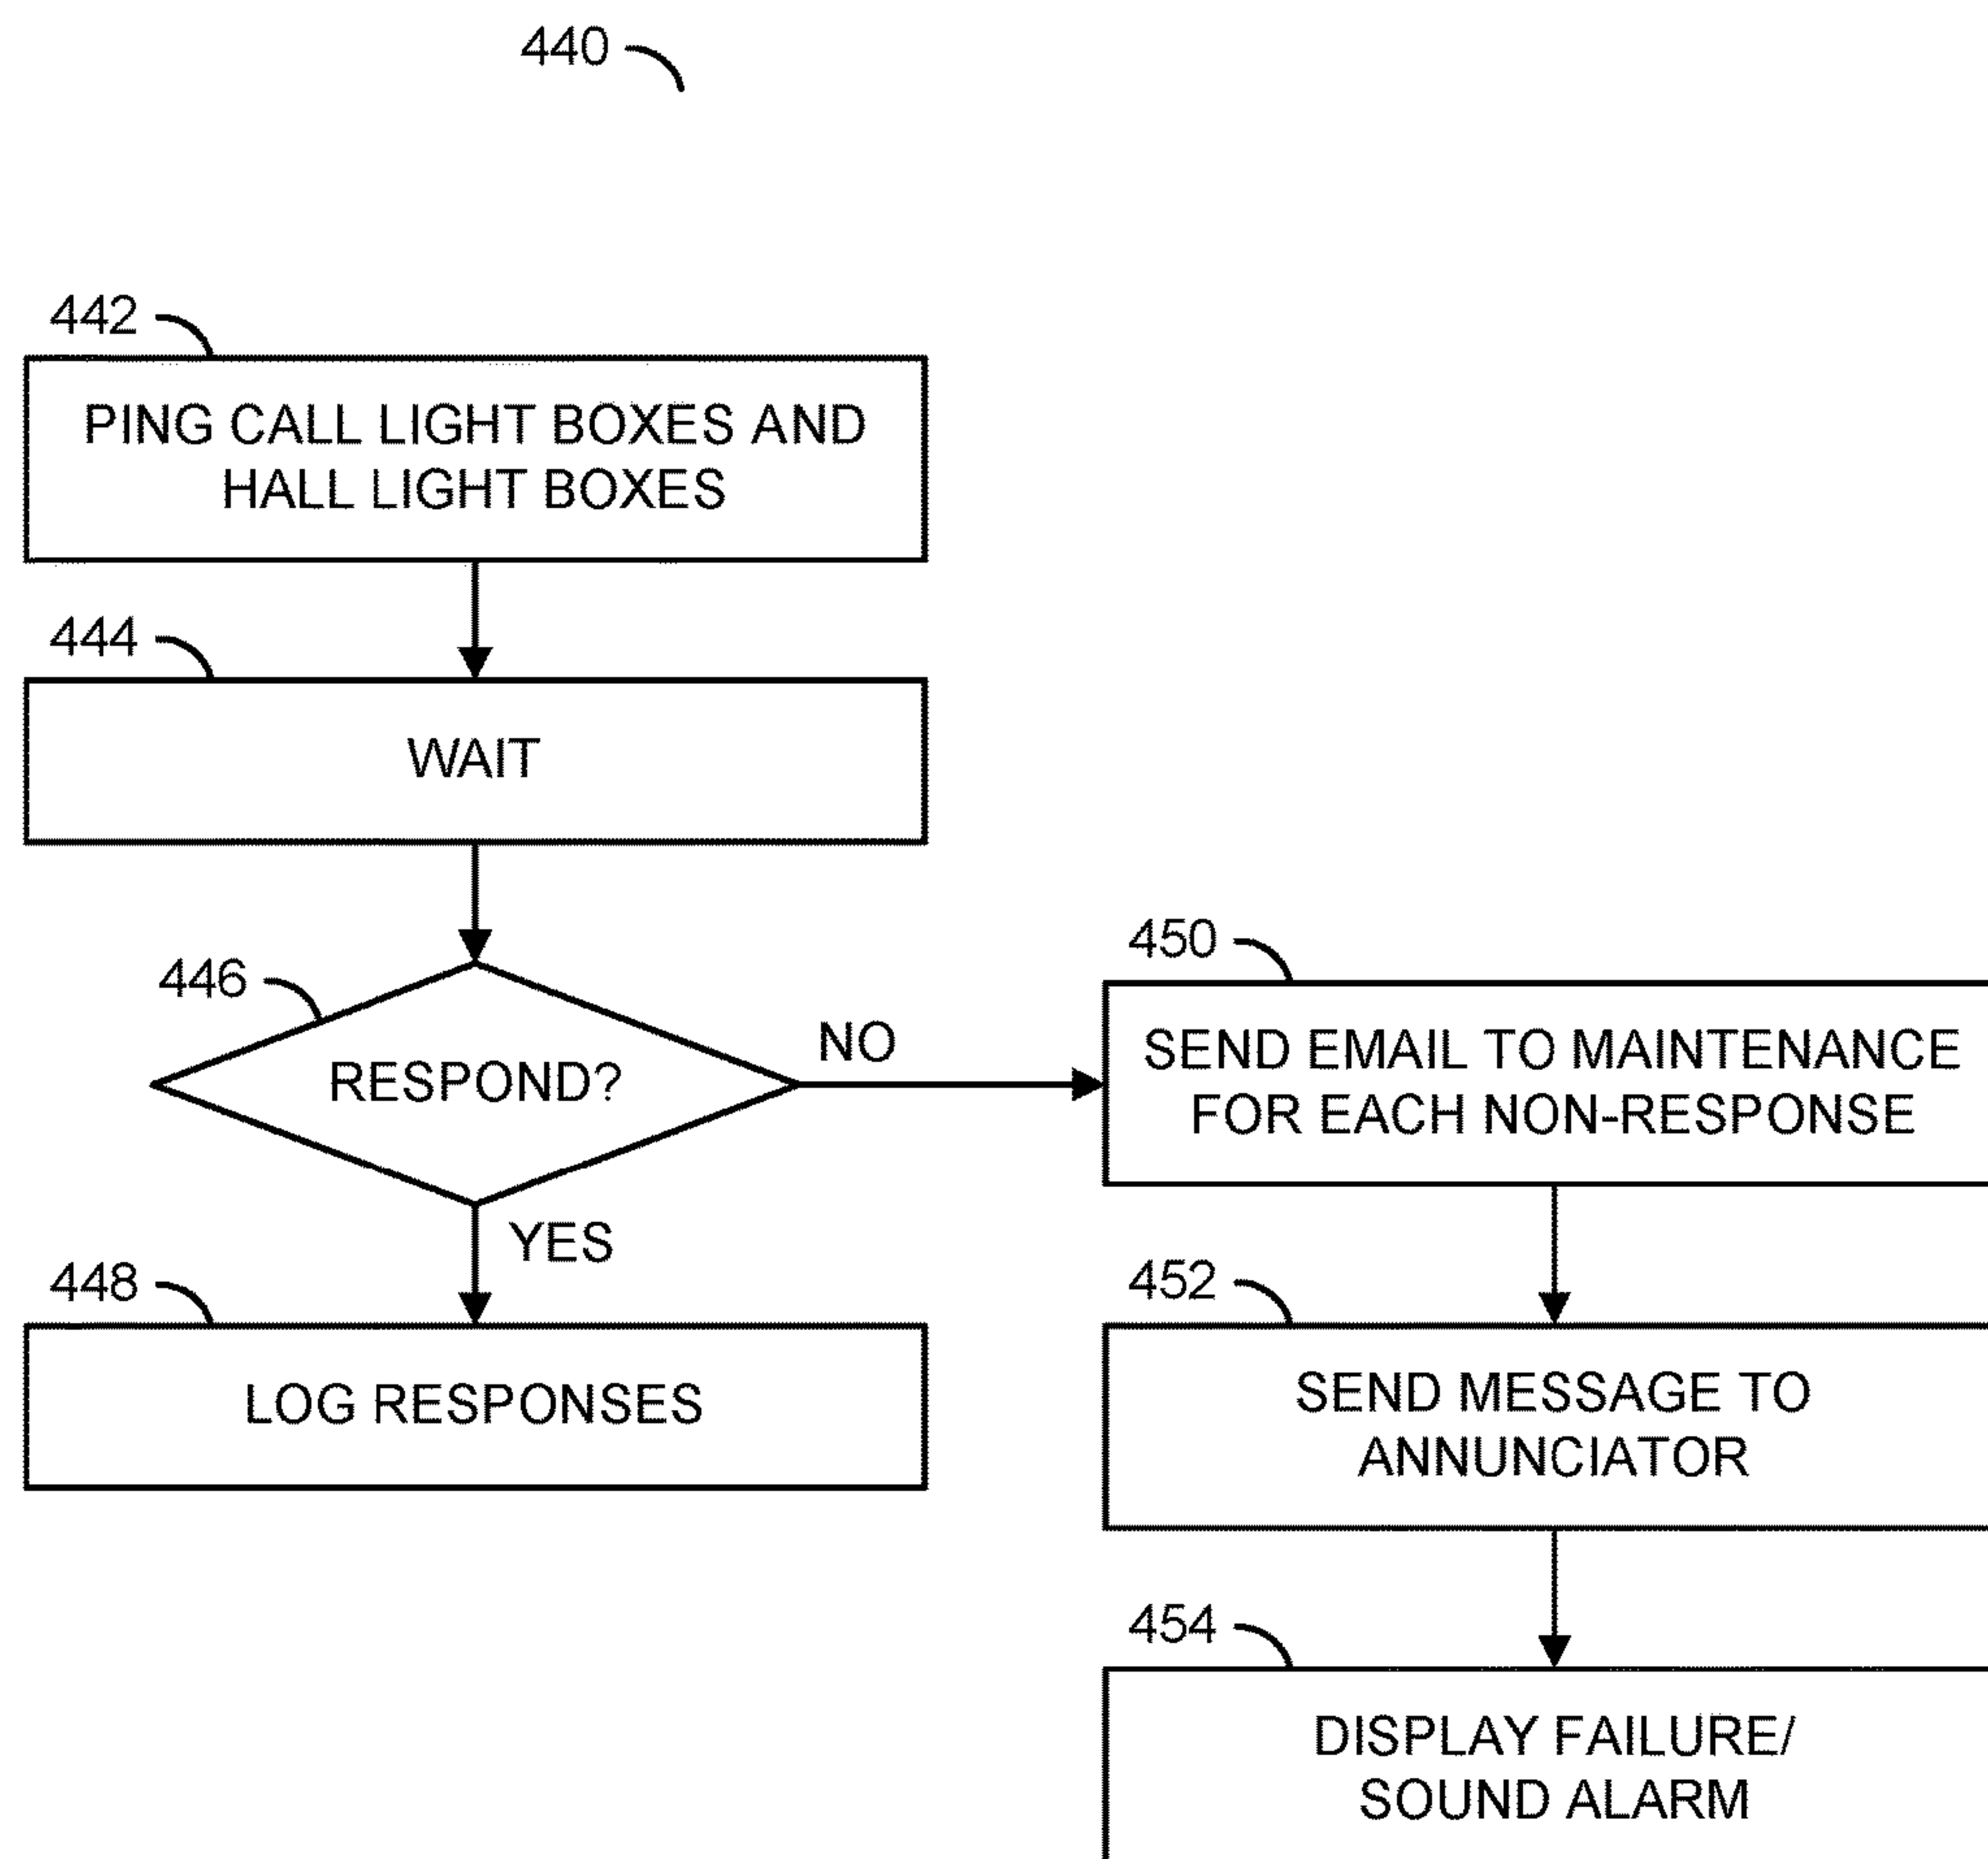 440
442
PING CALL LIGHT BOXES AND
HALL LIGHT BOXES
444
WAIT
446
RESPOND?
NO
YES
448
LOG RESPONSES
450
SEND EMAIL TO MAINTENANCE
FOR EACH NON-RESPONSE
452
SEND MESSAGE TO
ANNUNCIATOR
454
DISPLAY FAILURE/
SOUND ALARM